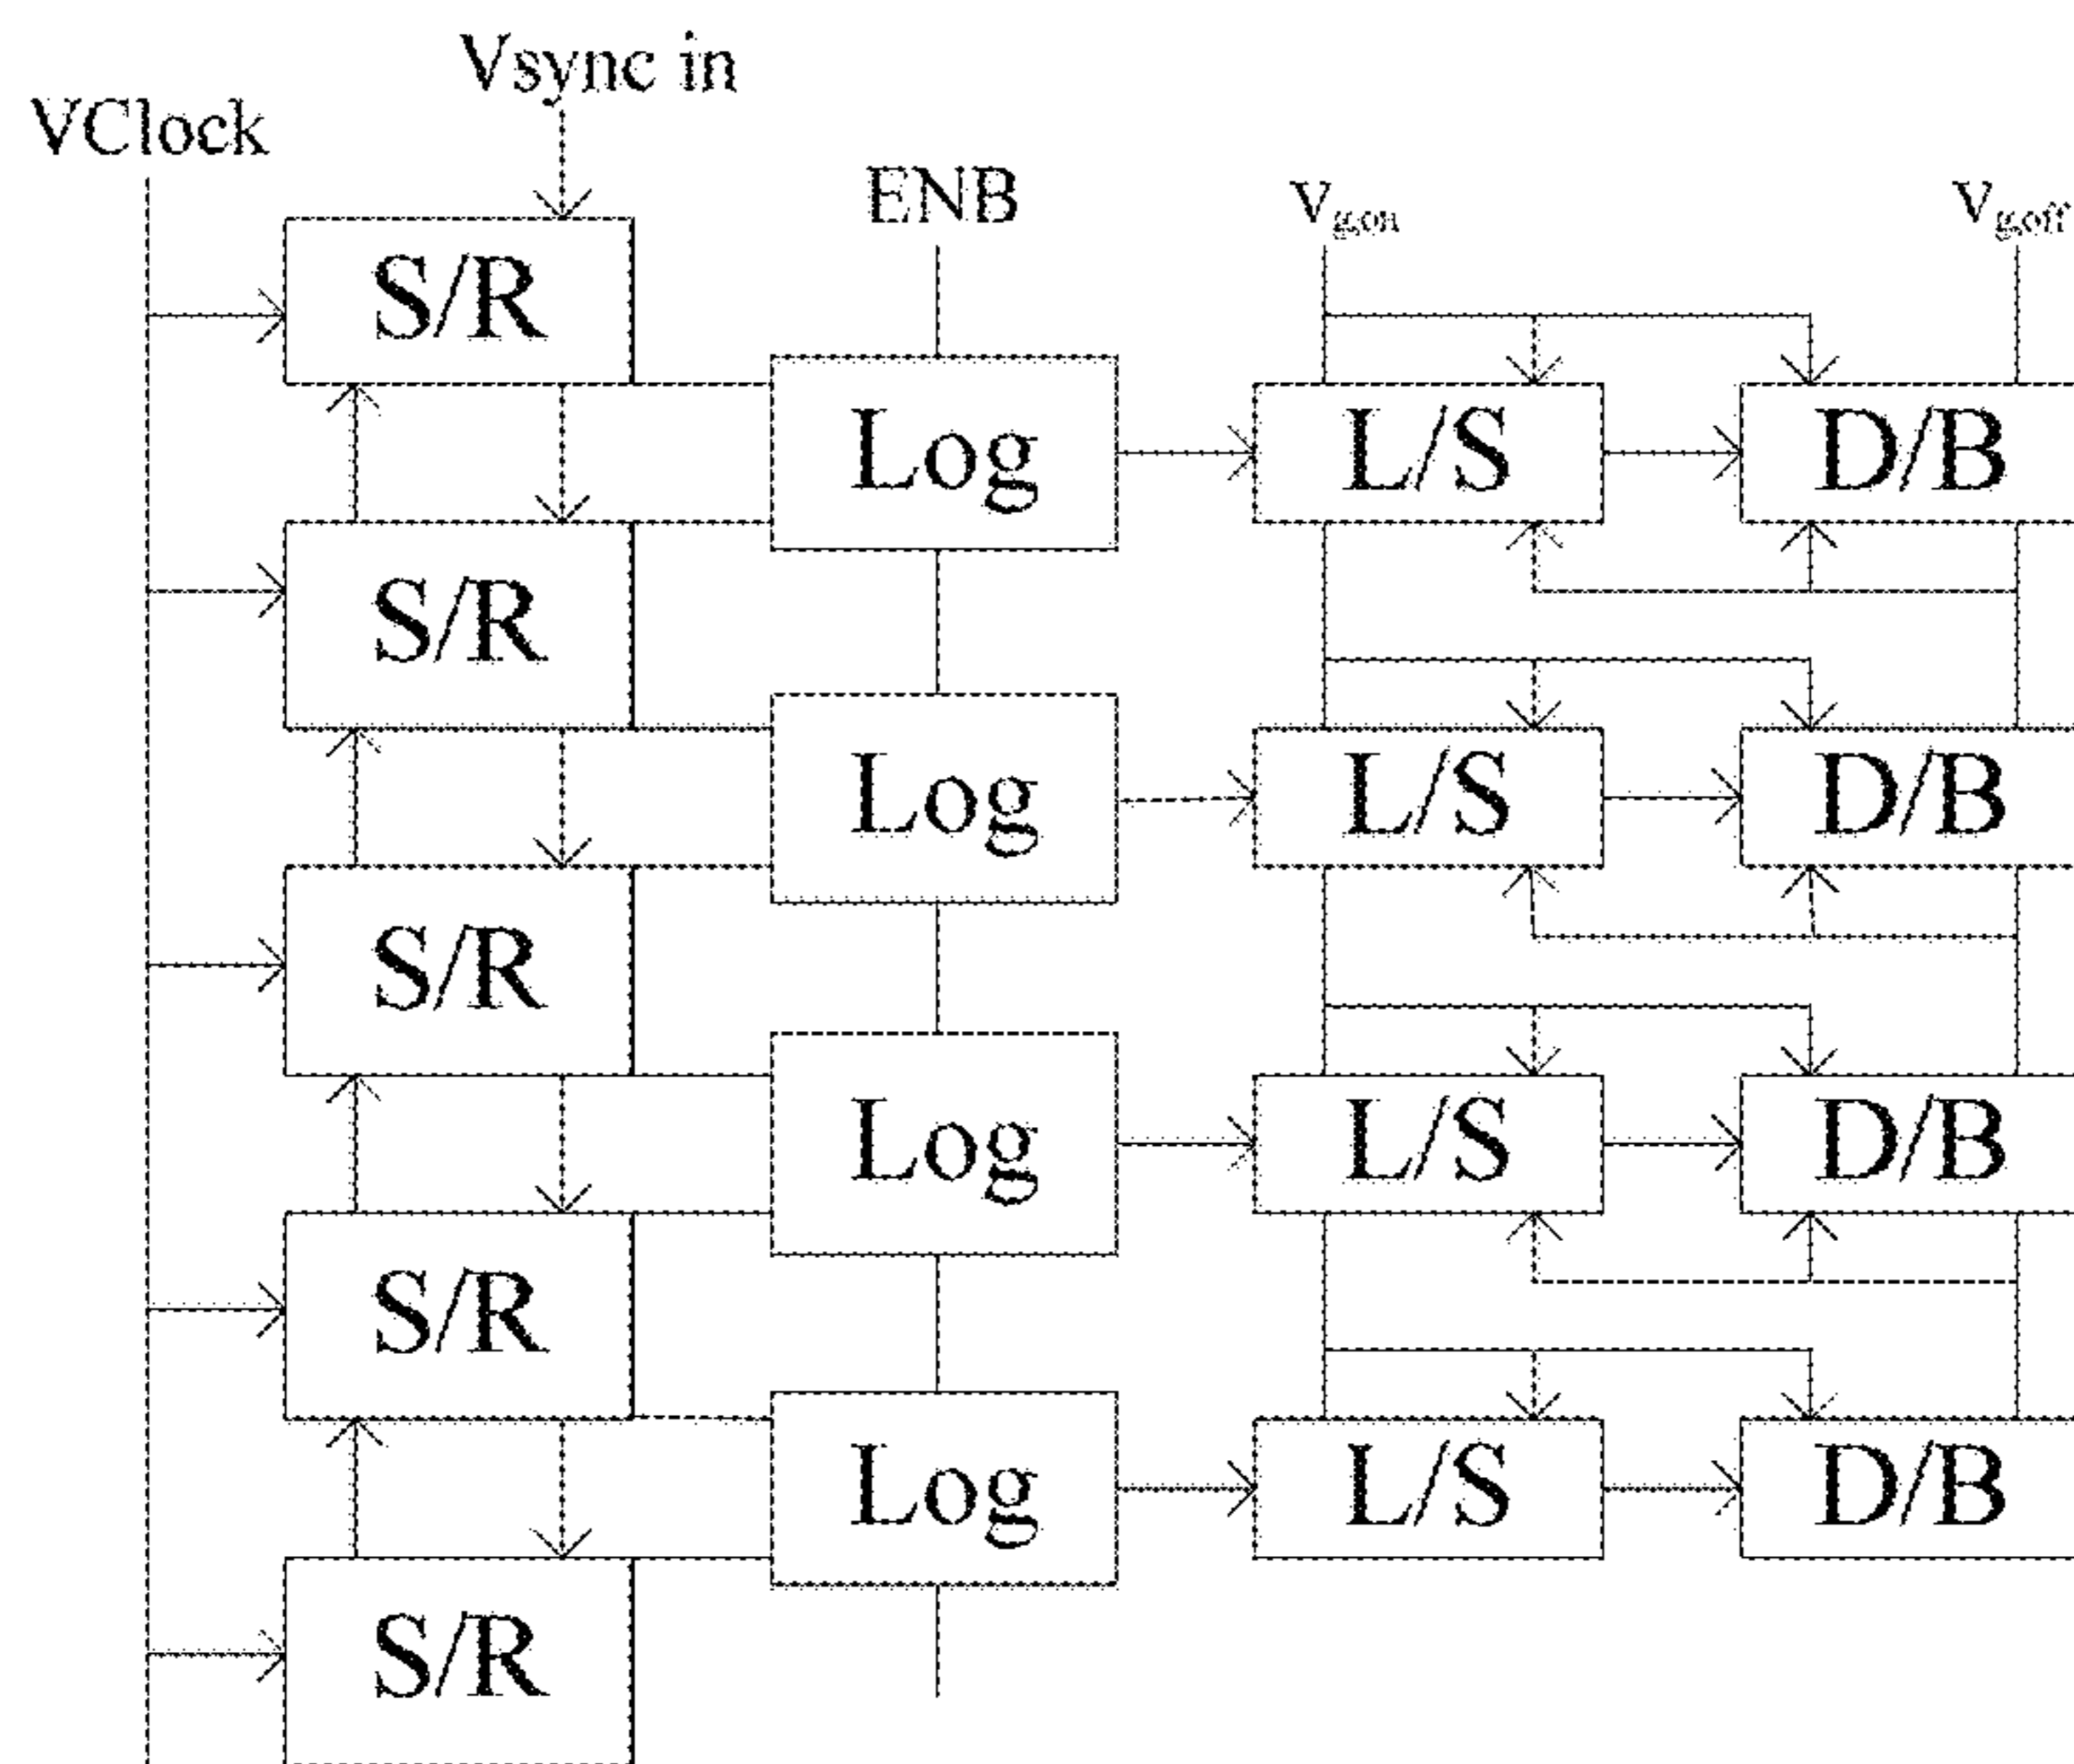 Vsync in
VClock
ENB
Vgon
Vgoff
S/R
Log
L/S
D/B
S/R
Log
L/S
D/B
S/R
Log
L/S
D/B
S/R
Log
L/S
D/B
S/R